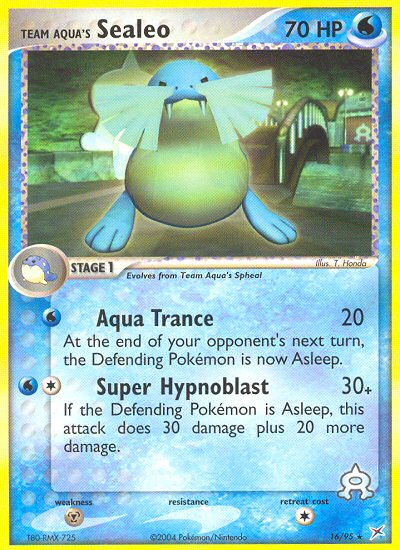 TEAM AQUA'S Sealeo 70 HP
Illus. T. Honda
STAGE 1
Evolves from Team Aqua's Spheal
Aqua Trance 20
At the end of your opponent's next turn,
the Defending Pokémon is now Asleep.
Super Hypnoblast 30+
If the Defending Pokémon is Asleep, this
attack does 30 damage plus 20 more
damage.
weakness resistance retreat cost
T80-RMX-725 ©2004 Pokémon/Nintendo 16/95 ★